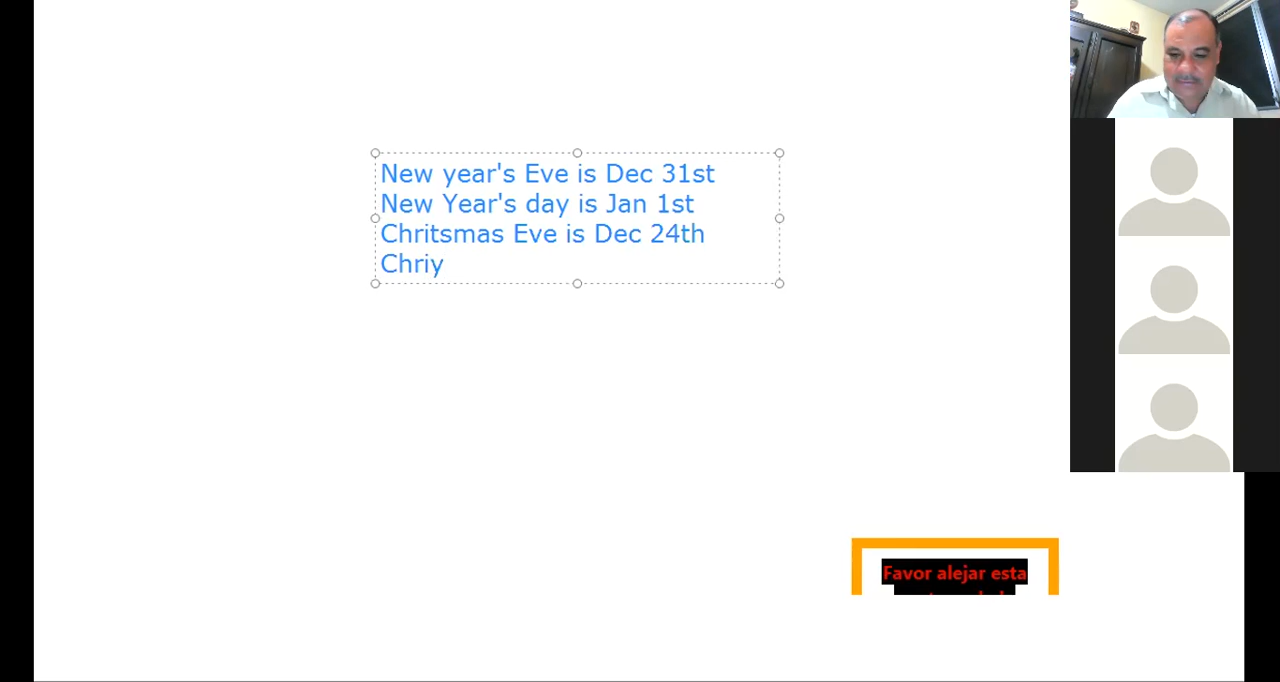 New year's Eve is Dec 31st
New Year's day is Jan 1st
Chritsmas Eve is Dec 24th
Chriy
Favor alejar esta